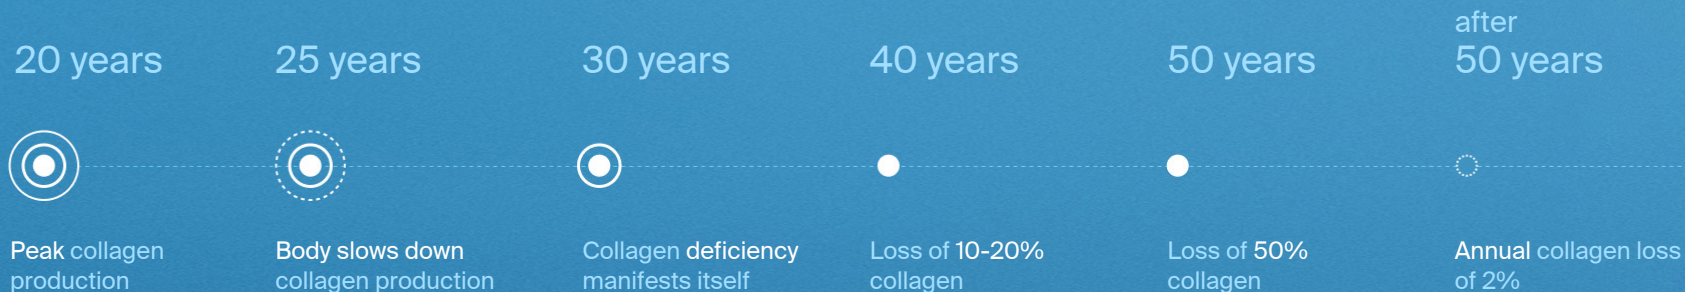 20 years
25 years
30 years
40 years
50 years
after
50 years
Peak collagen
production
Body slows down
collagen production
Collagen deficiency
manifests itself
Loss of 10-20%
collagen
Loss of 50%
collagen
Annual collagen loss
of 2%